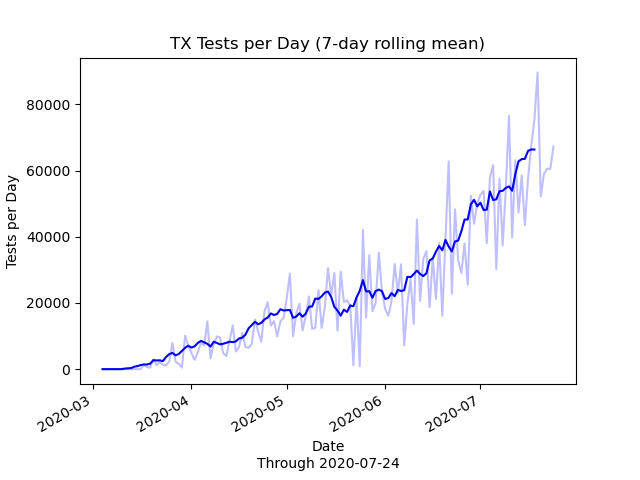 TX Tests per Day (7-day rolling mean)
80000
60000
40000
20000
0
Tests per Day
2020-03
2020-04
2020-05
2020-06
2020-07
Date
Through 2020-07-24